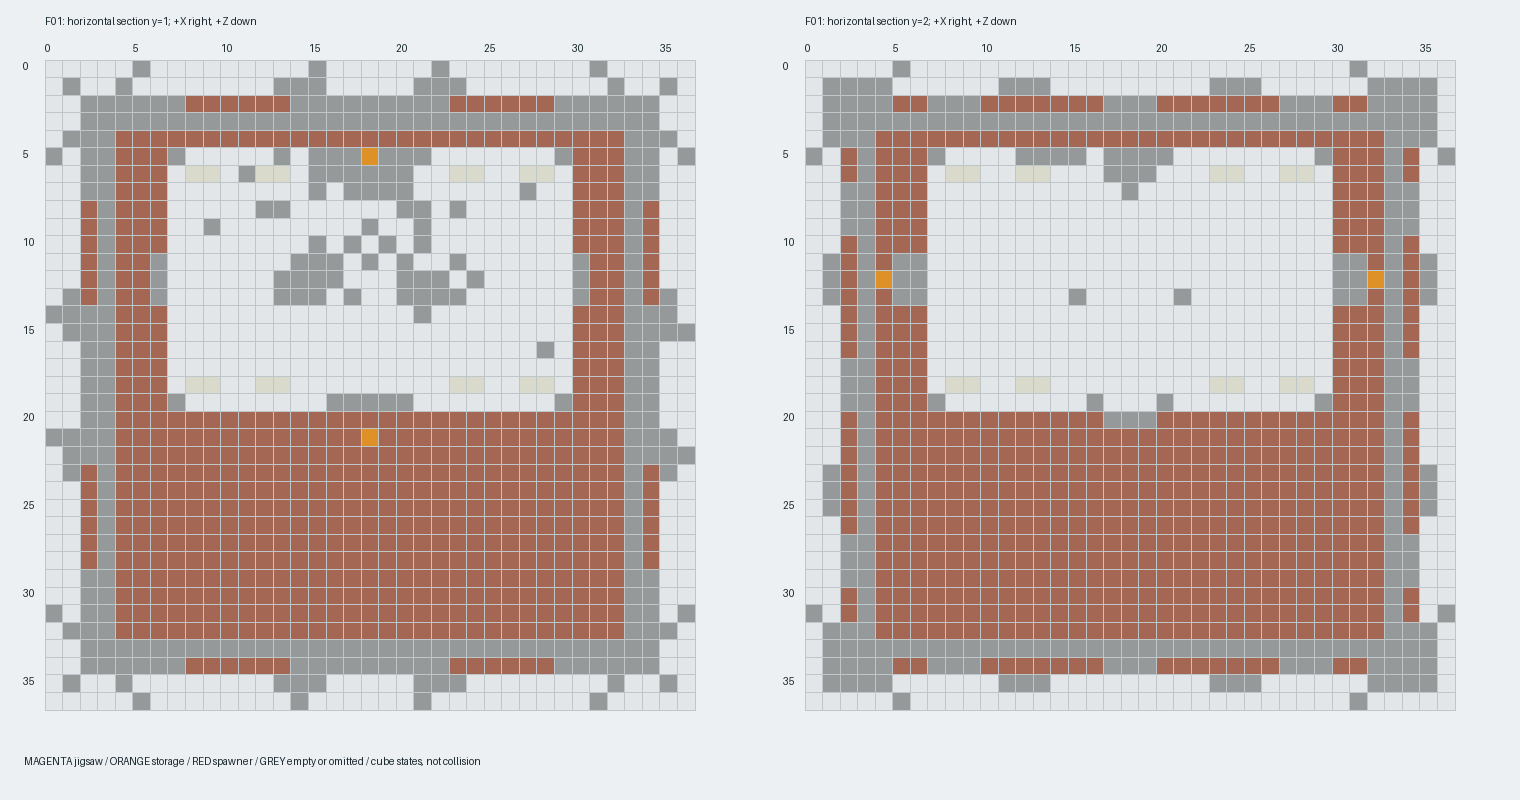 F01: horizontal section y=1; +X right, +Z down
F01: horizontal section y=2; +X right, +Z down
0 5 10 15 20 25 30 35
0 5 10 15 20 25 30 35
0 0
5 5
10 10
15 15
20 20
25 25
30 30
35 35
MAGENTA jigsaw / ORANGE storage / RED spawner / GREY empty or omitted / cube states, not collision